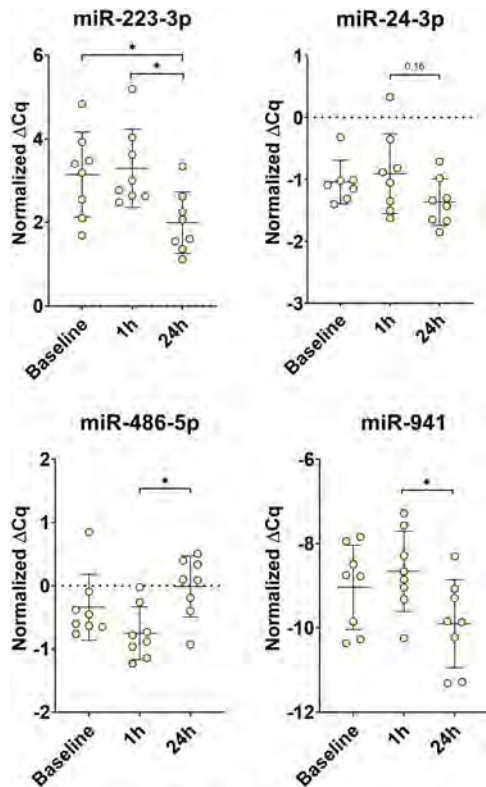 miR-223-3p
Normalized ΔCq
6
4
2
0
*
*
Baseline
1h
24h
miR-24-3p
Normalized ΔCq
1
0
-1
-2
-3
0.16
Baseline
1h
24h
miR-486-5p
Normalized ΔCq
2
1
0
-1
-2
*
Baseline
1h
24h
miR-941
Normalized ΔCq
-6
-8
-10
-12
*
Baseline
1h
24h